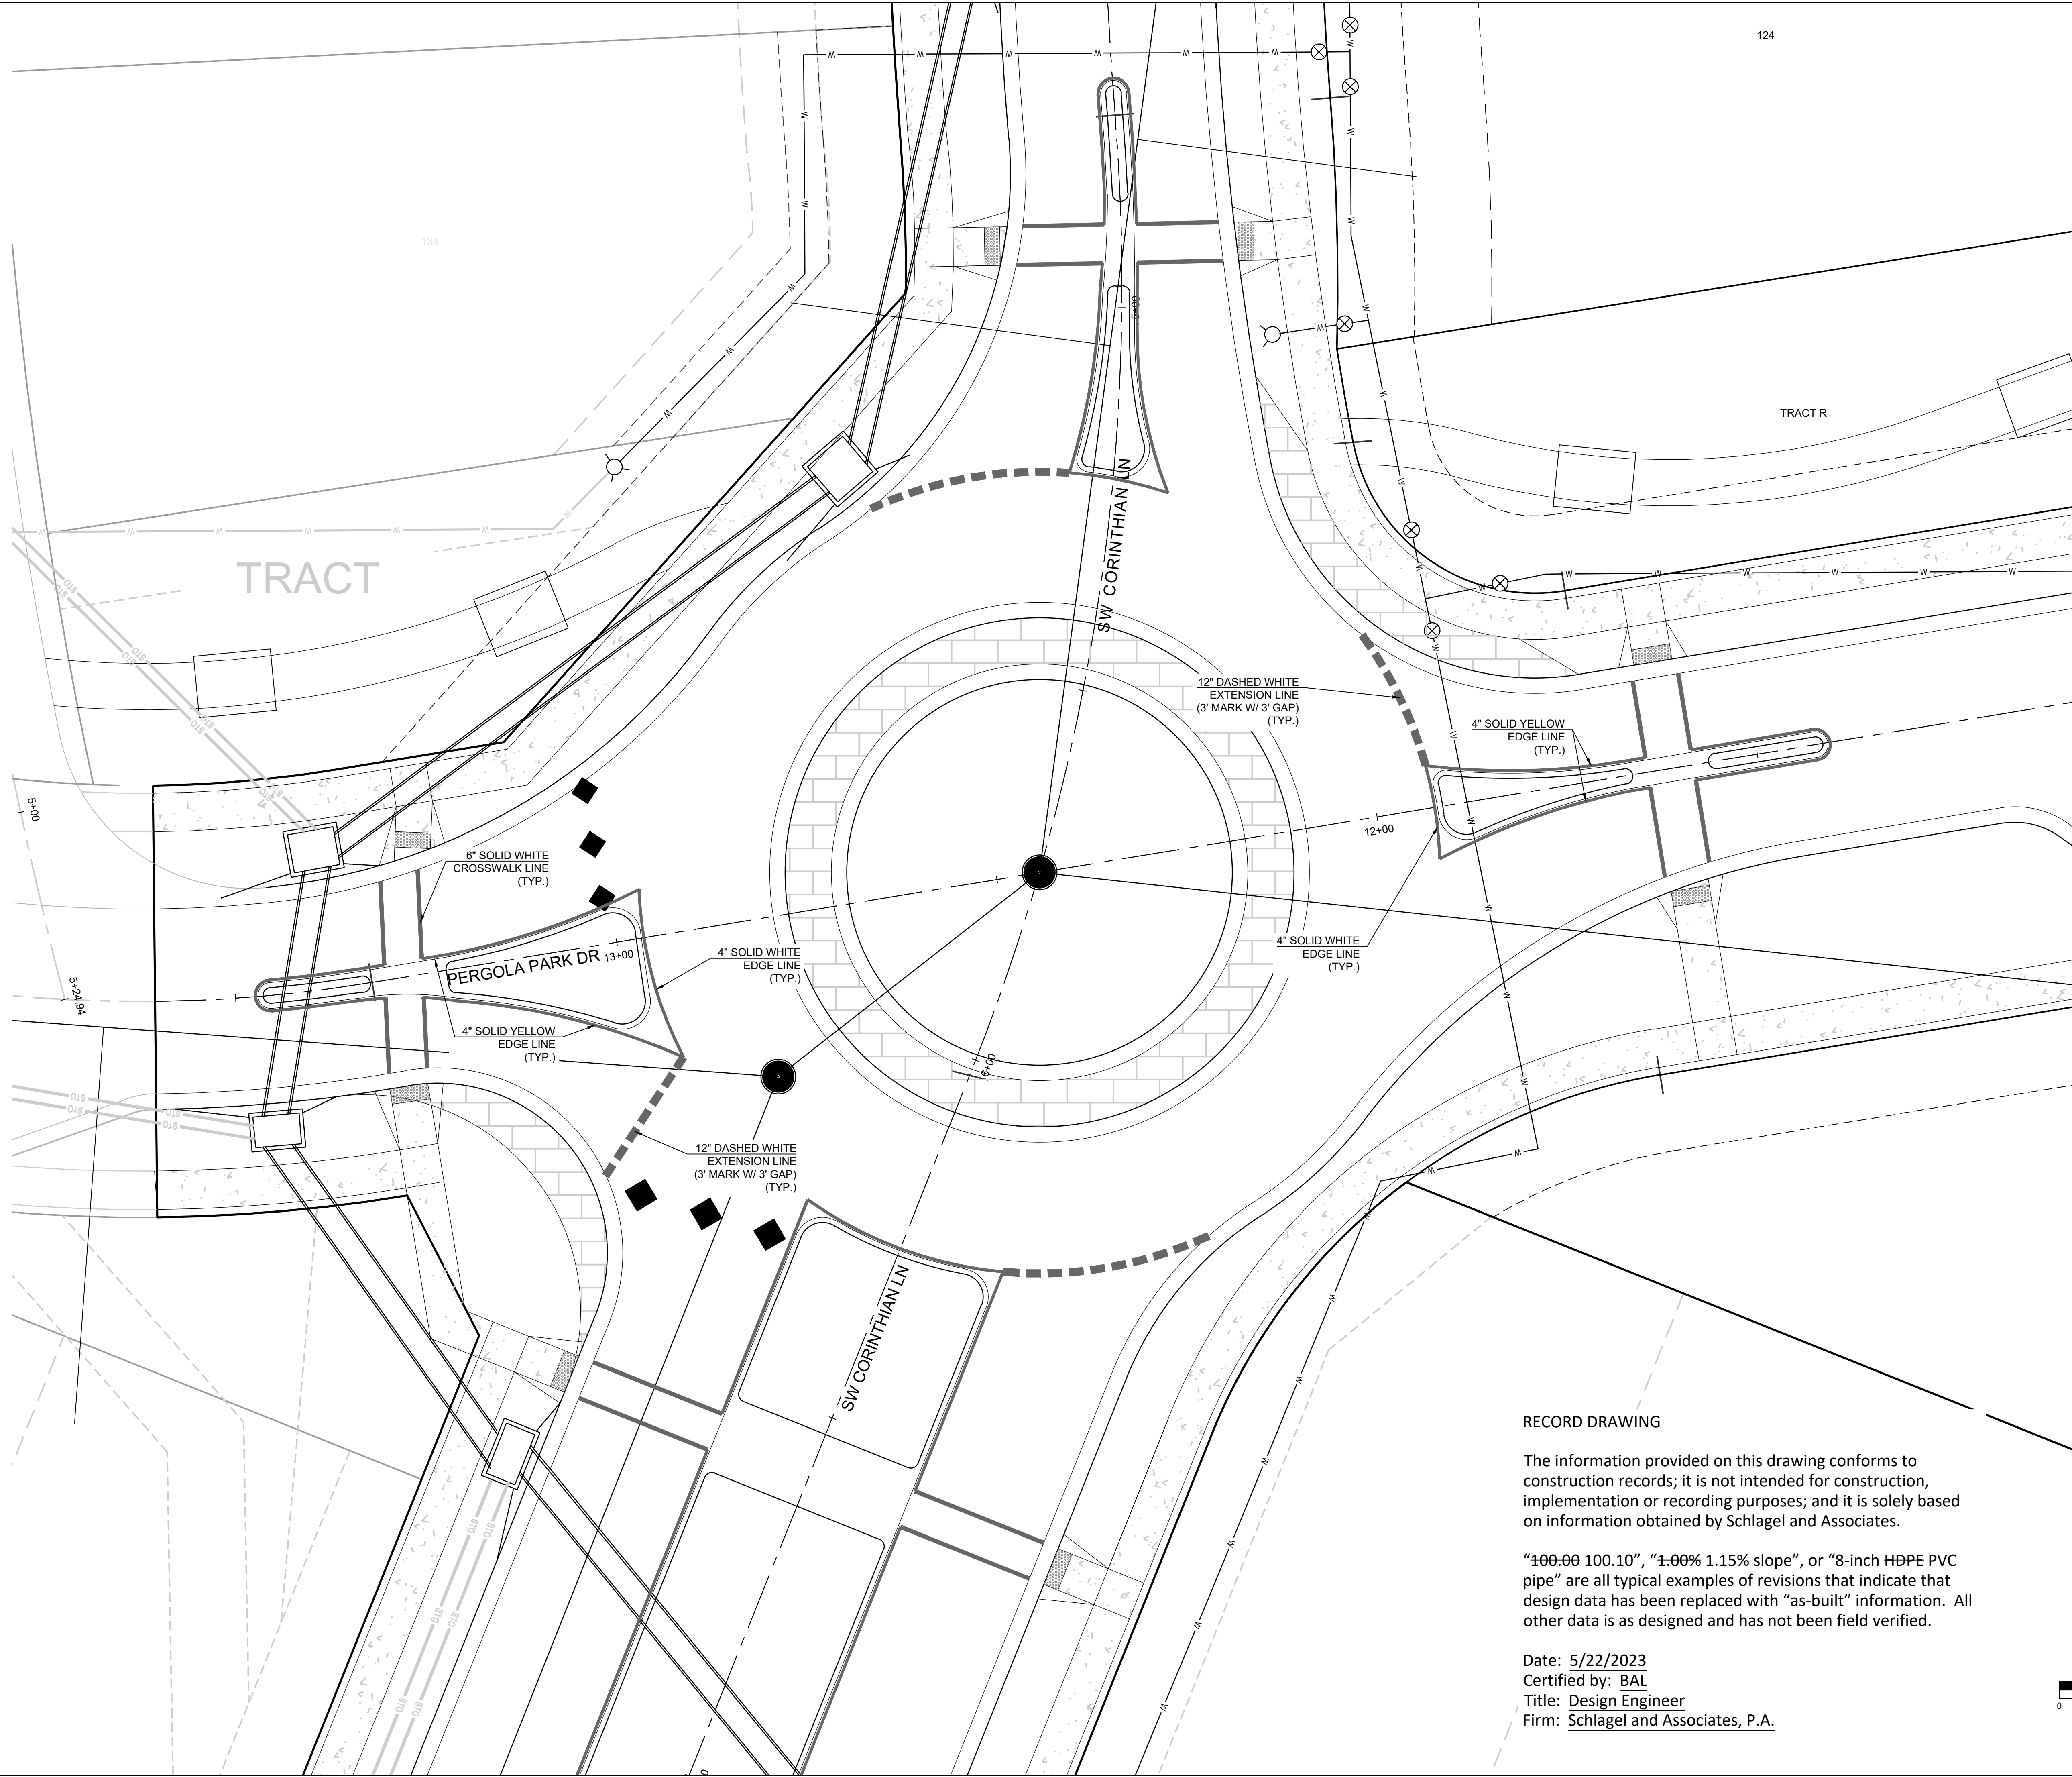 124
134
5+00
TRACT R
SW CORINTHIAN LN
TRACT
12" DASHED WHITE
EXTENSION LINE
(3' MARK W/ 3' GAP)
(TYP.)
4" SOLID YELLOW
EDGE LINE
(TYP.)
12+00
5+00
6" SOLID WHITE
CROSSWALK LINE
(TYP.)
4" SOLID WHITE
EDGE LINE
(TYP.)
4" SOLID WHITE
EDGE LINE
(TYP.)
PERGOLA PARK DR
13+00
5+24.94
4" SOLID YELLOW
EDGE LINE
(TYP.)
6+00
12" DASHED WHITE
EXTENSION LINE
(3' MARK W/ 3' GAP)
(TYP.)
SW CORINTHIAN LN
RECORD DRAWING
The information provided on this drawing conforms to
construction records; it is not intended for construction,
implementation or recording purposes; and it is solely based
on information obtained by Schlagel and Associates.
“100.00 100.10”, “1.00% 1.15% slope”, or “8-inch HDPE PVC
pipe” are all typical examples of revisions that indicate that
design data has been replaced with “as-built” information. All
other data is as designed and has not been field verified.
Date: 5/22/2023
Certified by: BAL
Title: Design Engineer
Firm: Schlagel and Associates, P.A.
0